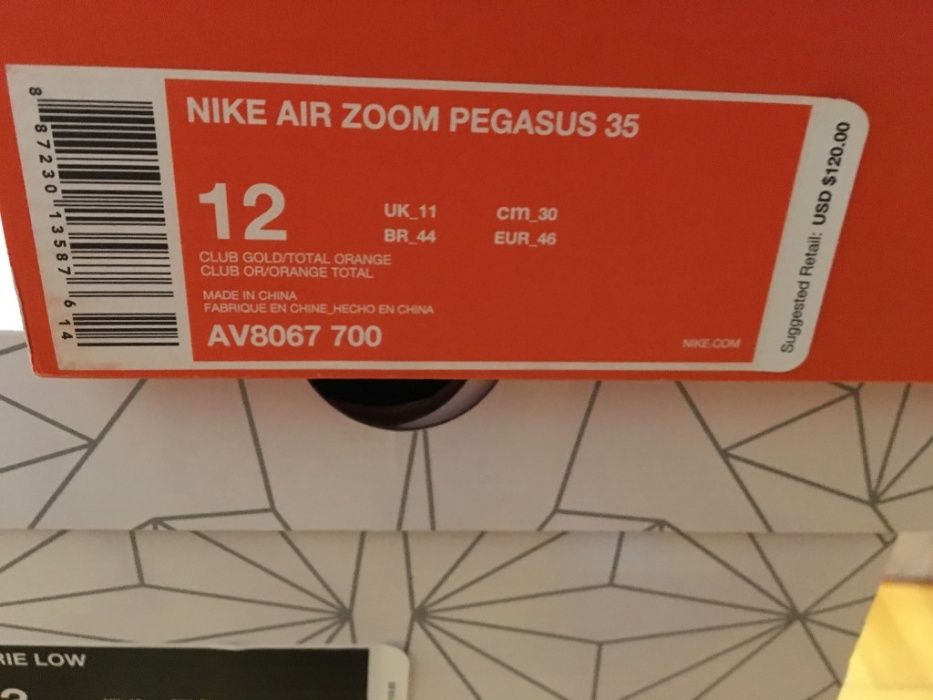 NIKE AIR ZOOM PEGASUS 35
12
UK_11
cm_30
BR_44
EUR_46
CLUB GOLD/TOTAL ORANGE
CLUB OR/ORANGE TOTAL
MADE IN CHINA
FABRIQUE EN CHINE_HECHO EN CHINA
AV8067 700
NIKE.COM
Suggested Retail: USD $120.00
8 87230 13587 6 14
RIE LOW